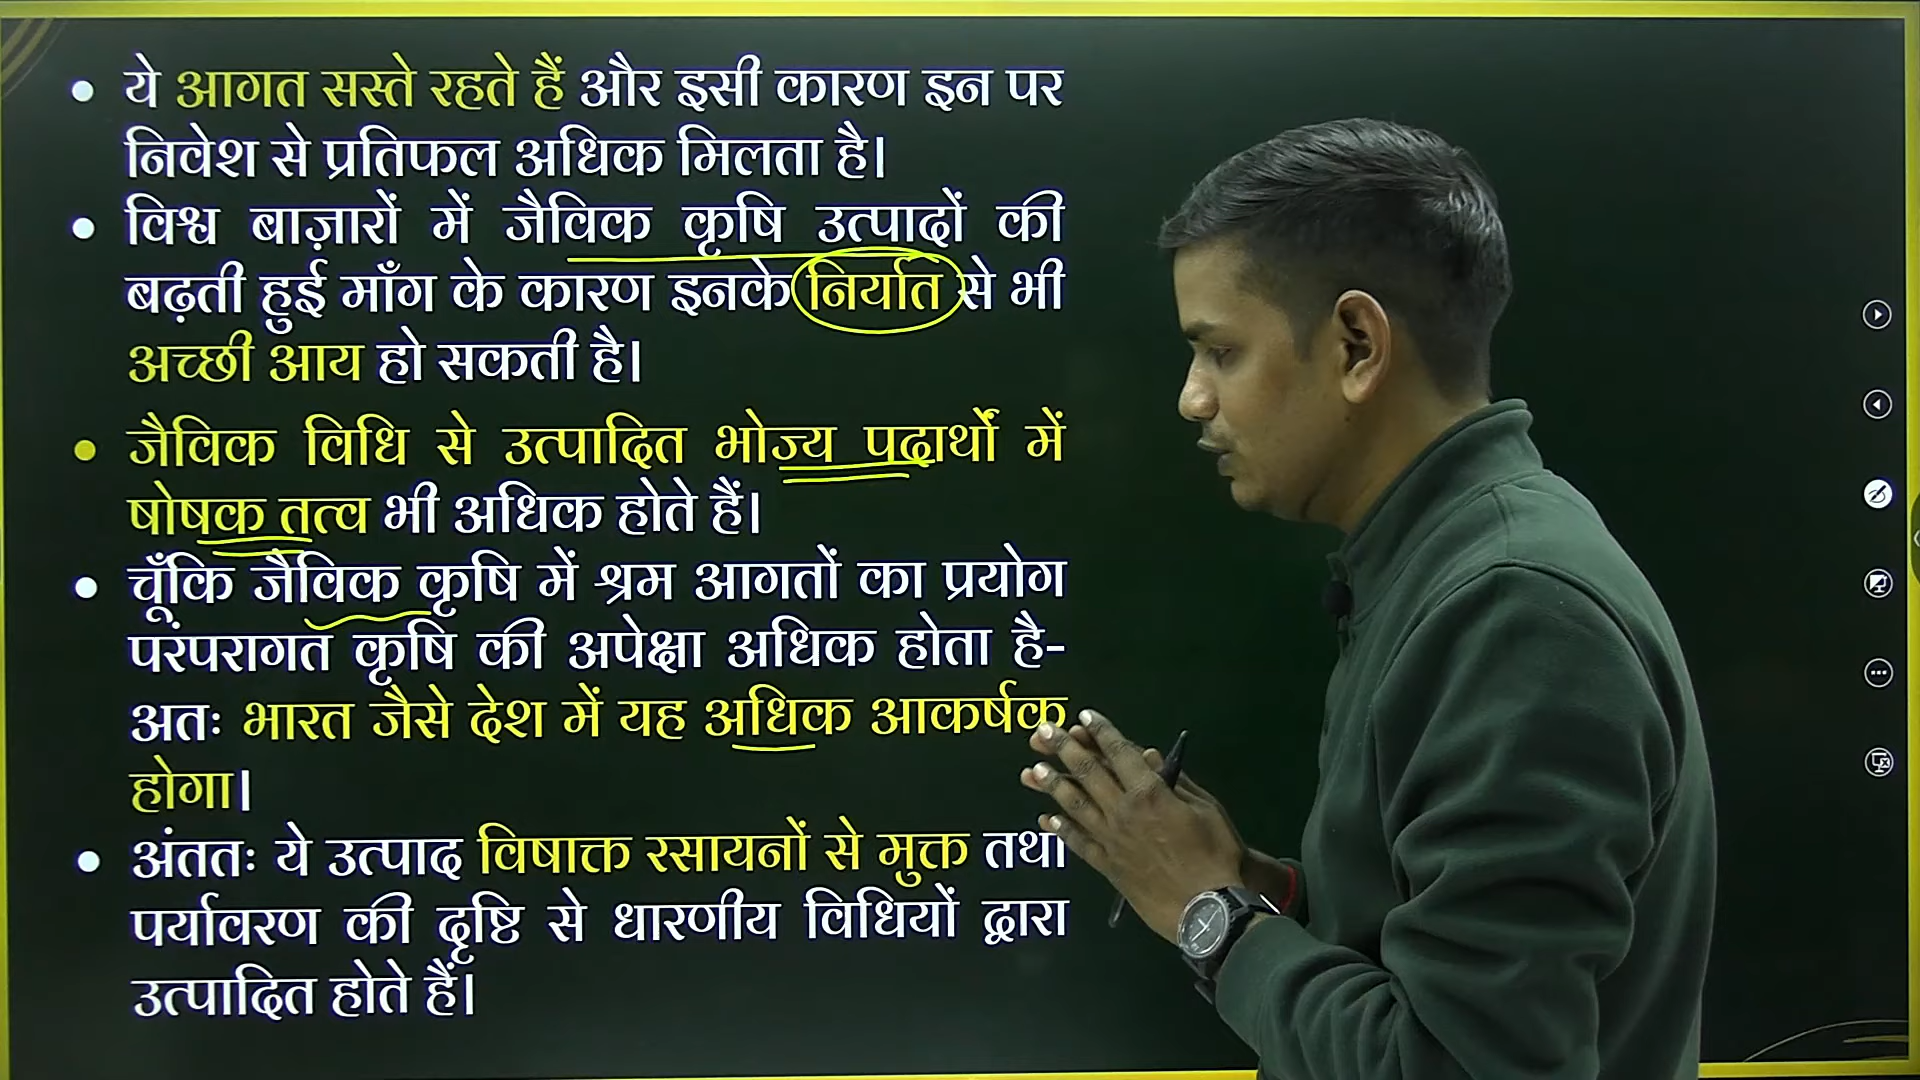 • ये आगत सस्ते रहते हैं और इसी कारण इन पर
निवेश से प्रतिफल अधिक मिलता है।
• विश्व बाज़ारों में जैविक कृषि उत्पादों की
बढ़ती हुई माँग के कारण इनके निर्यात से भी
अच्छी आय हो सकती है।
• जैविक विधि से उत्पादित भोज्य पदार्थों में
षोषक तत्व भी अधिक होते हैं।
• चूँकि जैविक कृषि में श्रम आगतों का प्रयोग
परंपरागत कृषि की अपेक्षा अधिक होता है-
अतः भारत जैसे देश में यह अधिक आकर्षक
होगा।
• अंततः ये उत्पाद विषाक्त रसायनों से मुक्त तथा
पर्यावरण की दृष्टि से धारणीय विधियों द्वारा
उत्पादित होते हैं।